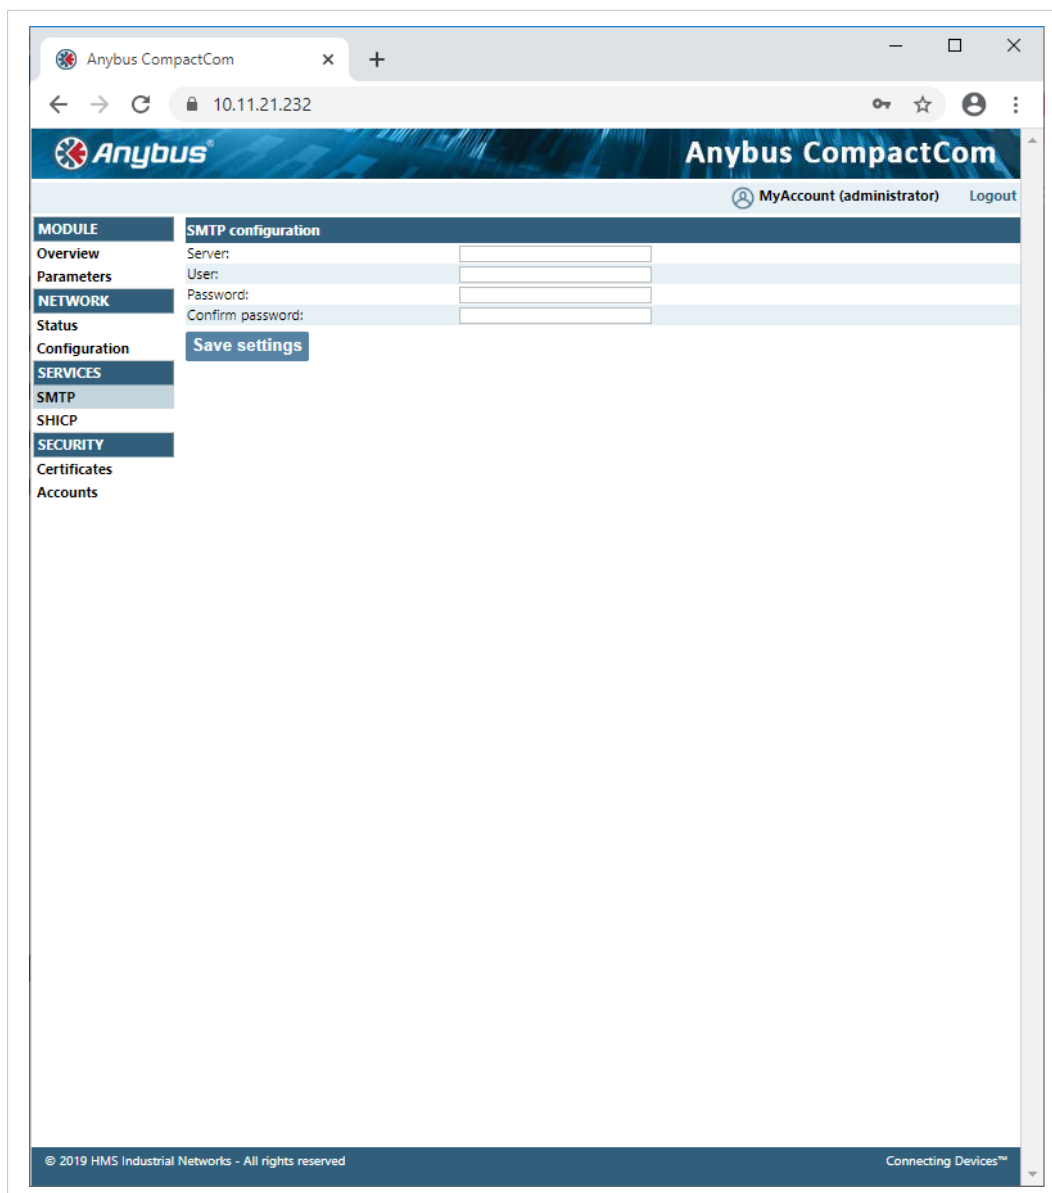 Anybus CompactCom
10.11.21.232
Anybus® Anybus CompactCom
MyAccount (administrator) Logout
MODULE
Overview
Parameters
NETWORK
Status
Configuration
SERVICES
SMTP
SHICP
SECURITY
Certificates
Accounts
SMTP configuration
Server:
User:
Password:
Confirm password:
Save settings
© 2019 HMS Industrial Networks - All rights reserved Connecting Devices™